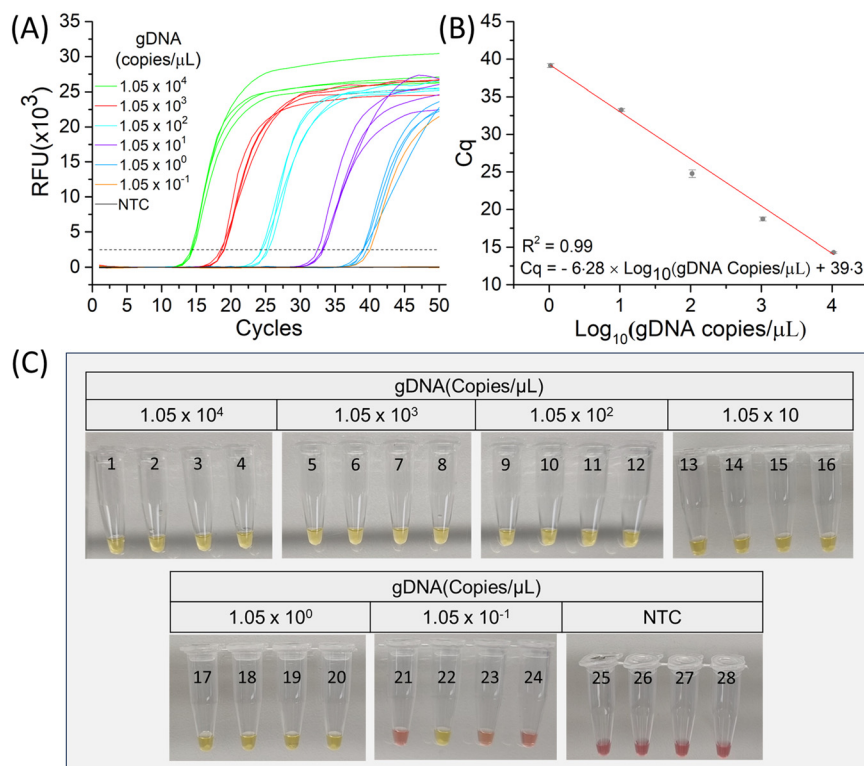 (A)
gDNA
(copies/μL)
1.05 x 10⁴
1.05 x 10³
1.05 x 10²
1.05 x 10¹
1.05 x 10⁰
1.05 x 10⁻¹
NTC
RFU(x10³)
35
30
25
20
15
10
5
0
0 5 10 15 20 25 30 35 40 45 50
Cycles
(B)
Cq
45
40
35
30
25
20
15
10
R² = 0.99
Cq = - 6·28 × Log₁₀(gDNA Copies/μL) + 39·3
0 1 2 3 4
Log₁₀(gDNA copies/μL)
(C)
gDNA(Copies/μL)
1.05 x 10⁴ 1.05 x 10³ 1.05 x 10² 1.05 x 10
1 2 3 4 5 6 7 8 9 10 11 12 13 14 15 16
gDNA(Copies/μL)
1.05 x 10⁰ 1.05 x 10⁻¹ NTC
17 18 19 20 21 22 23 24 25 26 27 28